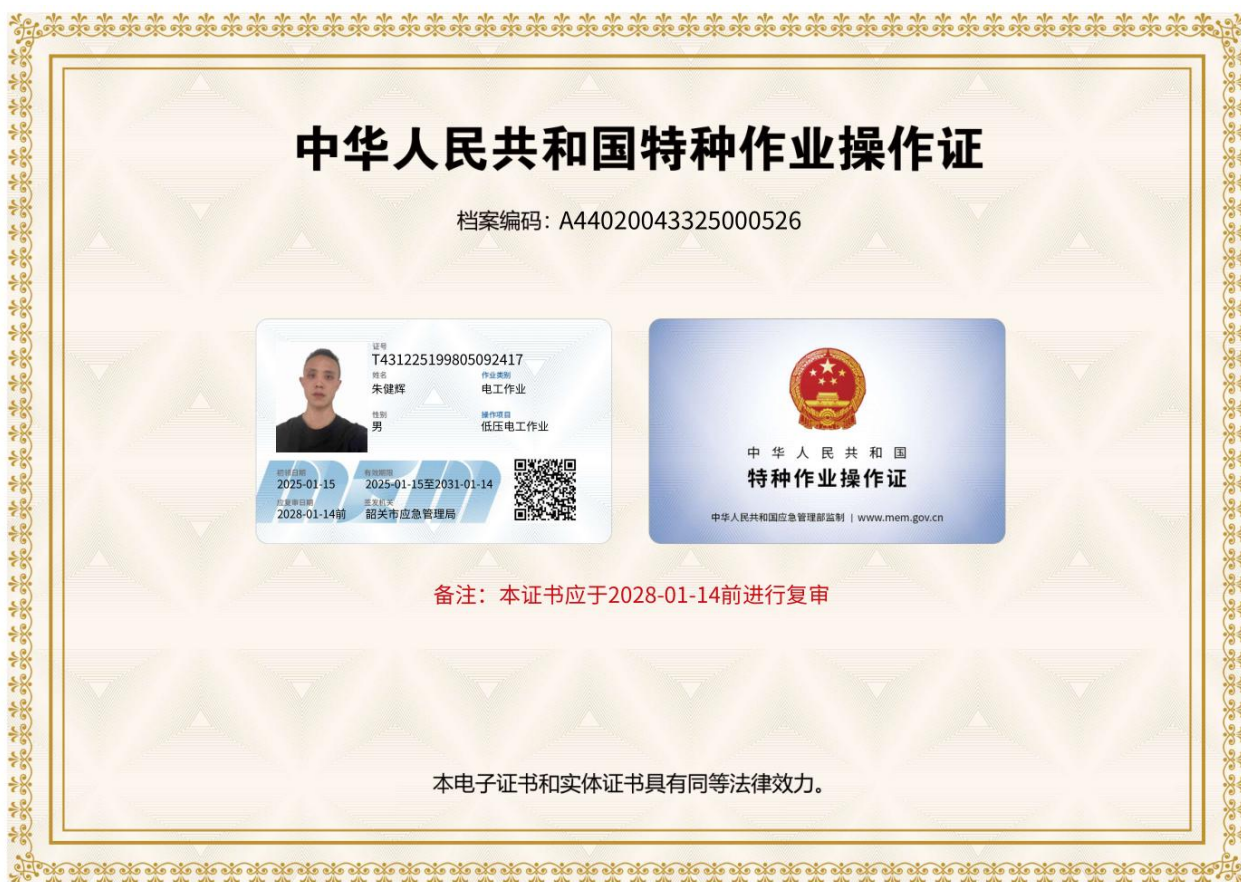 中华人民共和国特种作业操作证
档案编码：A44020043325000526
证号
T431225199805092417
姓名 作业类别
朱健辉 电工作业
性别 操作项目
男 低压电工作业
初领日期 有效期限
2025-01-15 2025-01-15至2031-01-14
应复审日期 签发机关
2028-01-14前 韶关市应急管理局
中华人民共和国
特种作业操作证
中华人民共和国应急管理部监制 | www.mem.gov.cn
备注：本证书应于2028-01-14前进行复审
本电子证书和实体证书具有同等法律效力。